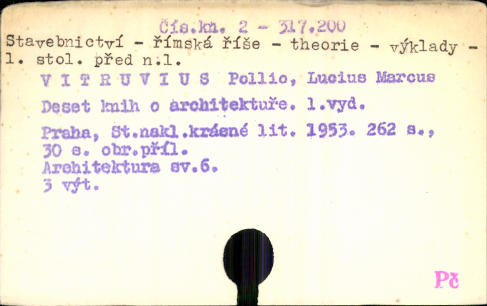 Čís.kn. 2 - 317.200
Stavebnictví - římská říše - theorie - výklady -
1. stol. před n.l.
V I T R U V I U S Pollio, Lucius Marcus
Deset knih o architektuře. 1.vyd.
Praha, St.nakl.krásné lit. 1953. 262 s.,
30 s. obr.příl.
Architektura sv.6.
3 výt.
Pč